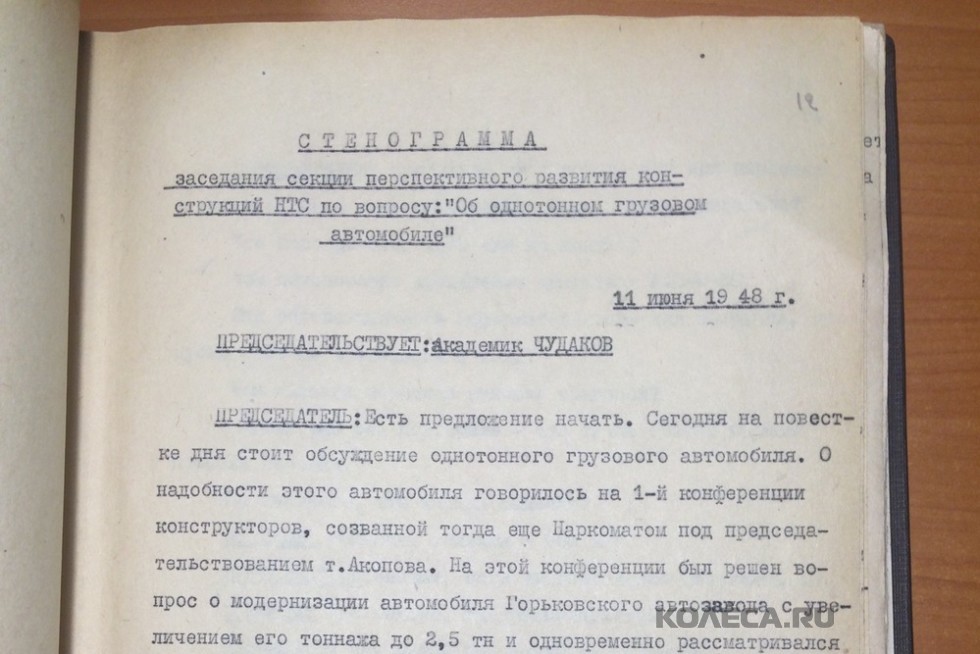 12
СТЕНОГРАММА
заседания секции перспективного развития кон-
струкций НТС по вопросу:"Об однотонном грузовом
автомобиле"
11 июня 19 48 г.
ПРЕДСЕДАТЕЛЬСТВУЕТ:академик ЧУДАКОВ
ПРЕДСЕДАТЕЛЬ:Есть предложение начать. Сегодня на повест-
ке дня стоит обсуждение однотонного грузового автомобиля. О
надобности этого автомобиля говорилось на 1-й конференции
конструкторов, созванной тогда еще Наркоматом под председа-
тельствованием т.Акопова. На этой конференции был решен во-
прос о модернизации автомобиля Горьковского автозавода с уве-
личением его тоннажа до 2,5 тн и одновременно рассматривался
КОЛЕСА.RU